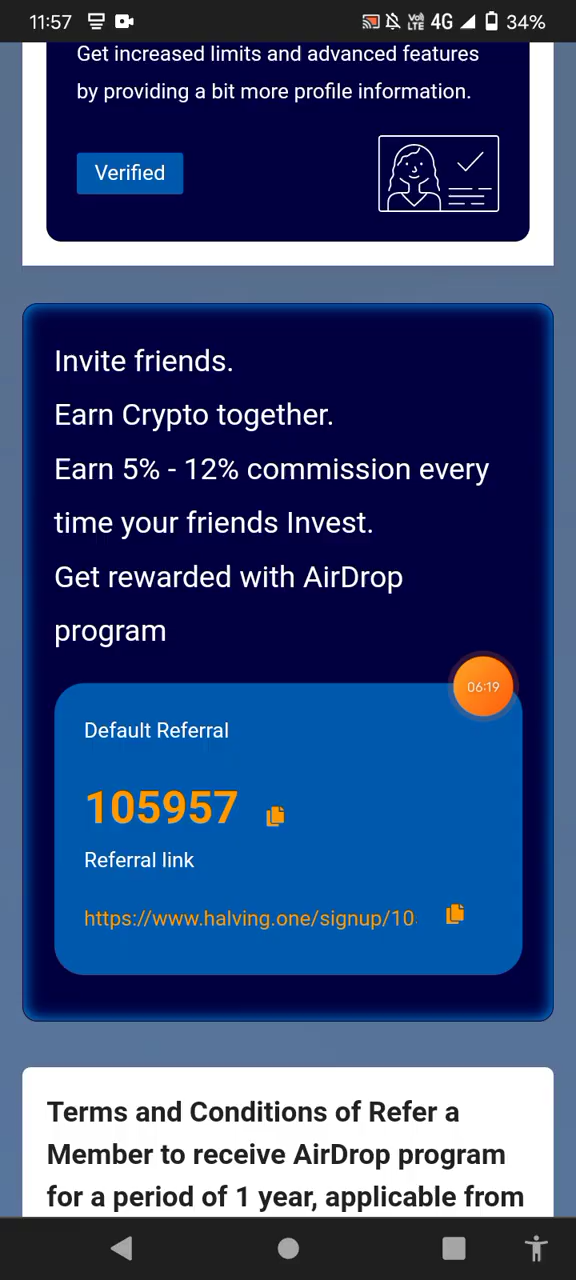 11:57 Vo) LTE 4G 34%
Get increased limits and advanced features
by providing a bit more profile information.
Verified
Invite friends.
Earn Crypto together.
Earn 5% - 12% commission every
time your friends Invest.
Get rewarded with AirDrop
program
06:19
Default Referral
105957
Referral link
https://www.halving.one/signup/10
Terms and Conditions of Refer a
Member to receive AirDrop program
for a period of 1 year, applicable from